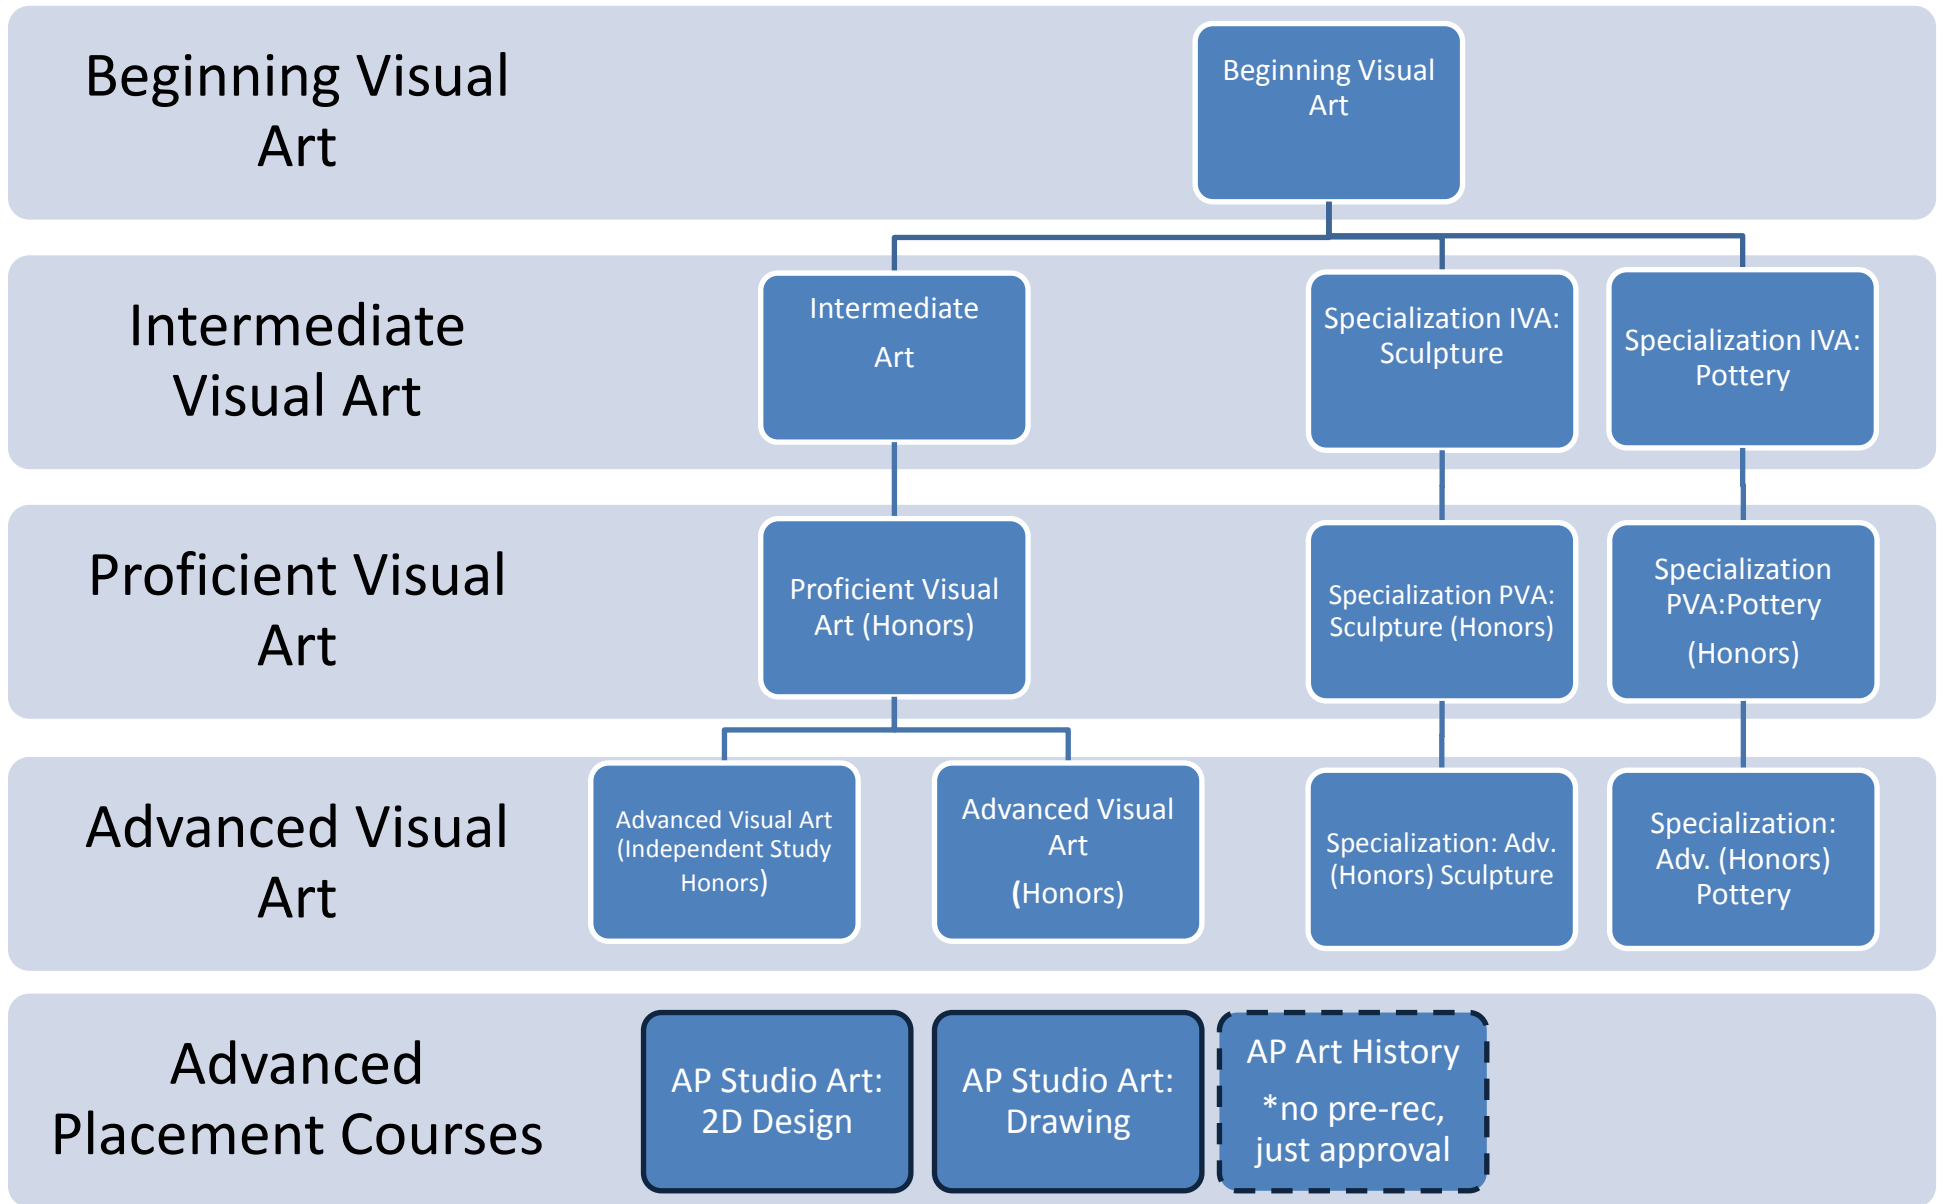 Beginning Visual
Art
Beginning Visual
Art
Intermediate
Visual Art
Intermediate
Art
Specialization IVA:
Sculpture
Specialization IVA:
Pottery
Proficient Visual
Art
Proficient Visual
Art (Honors)
Specialization PVA:
Sculpture (Honors)
Specialization
PVA:Pottery
(Honors)
Advanced Visual
Art
Advanced Visual Art
(Independent Study
Honors)
Advanced Visual
Art
(Honors)
Specialization: Adv.
(Honors) Sculpture
Specialization:
Adv. (Honors)
Pottery
Advanced
Placement Courses
AP Studio Art:
2D Design
AP Studio Art:
Drawing
AP Art History
*no pre-rec,
just approval